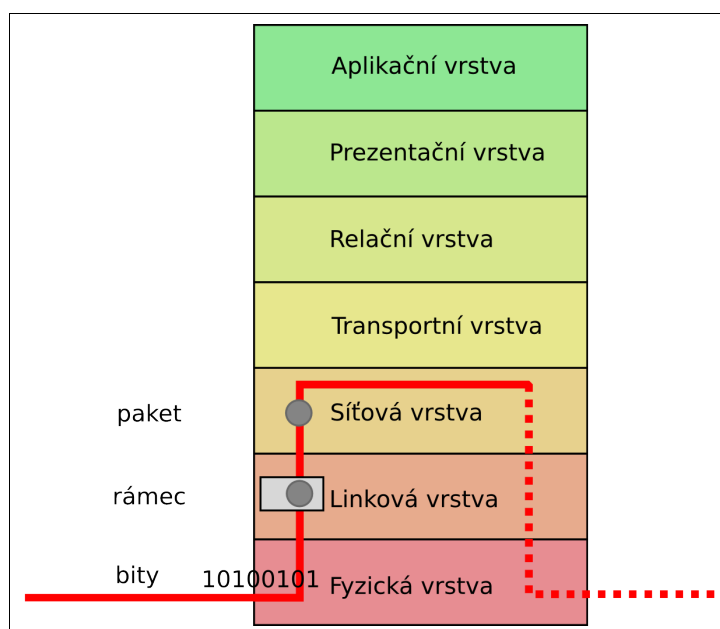 Aplikační vrstva
Prezentační vrstva
Relační vrstva
Transportní vrstva
paket
Síťová vrstva
rámec
Linková vrstva
bity
10100101
Fyzická vrstva